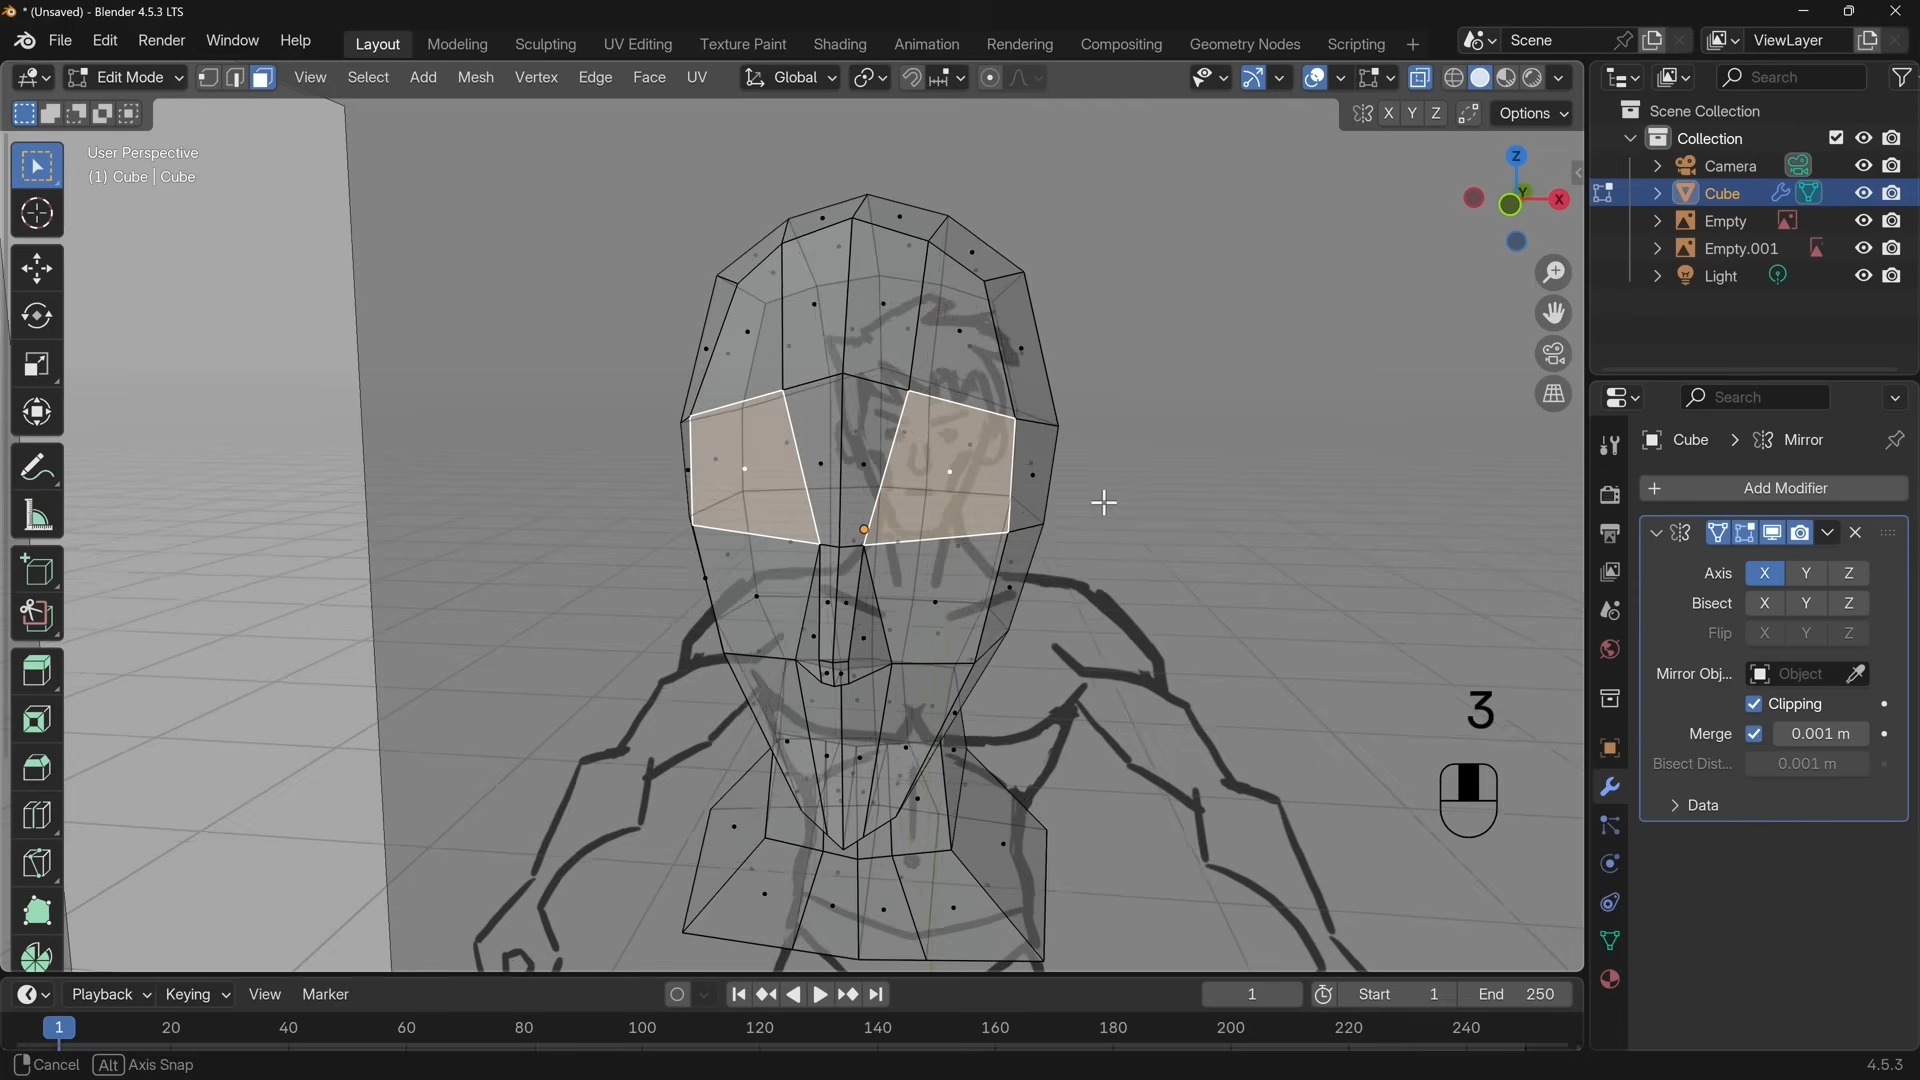 * (Unsaved) - Blender 4.5.3 LTS
File Edit Render Window Help
Layout Modeling Sculpting UV Editing Texture Paint Shading Animation Rendering Compositing Geometry Nodes Scripting +
Scene
ViewLayer
Edit Mode
View Select Add Mesh Vertex Edge Face UV
Global
X Y Z
Options
User Perspective
(1) Cube | Cube
Z
Y
X
3
Search
Scene Collection
Collection
Camera
Cube
Empty
Empty.001
Light
Search
Cube > Mirror
+ Add Modifier
Axis X Y Z
Bisect X Y Z
Flip X Y Z
Mirror Obj... Object
Clipping
Merge 0.001 m
Bisect Dist... 0.001 m
Data
Playback Keying View Marker
1
Start 1
End 250
1 20 40 60 80 100 120 140 160 180 200 220 240
Cancel Alt Axis Snap
4.5.3